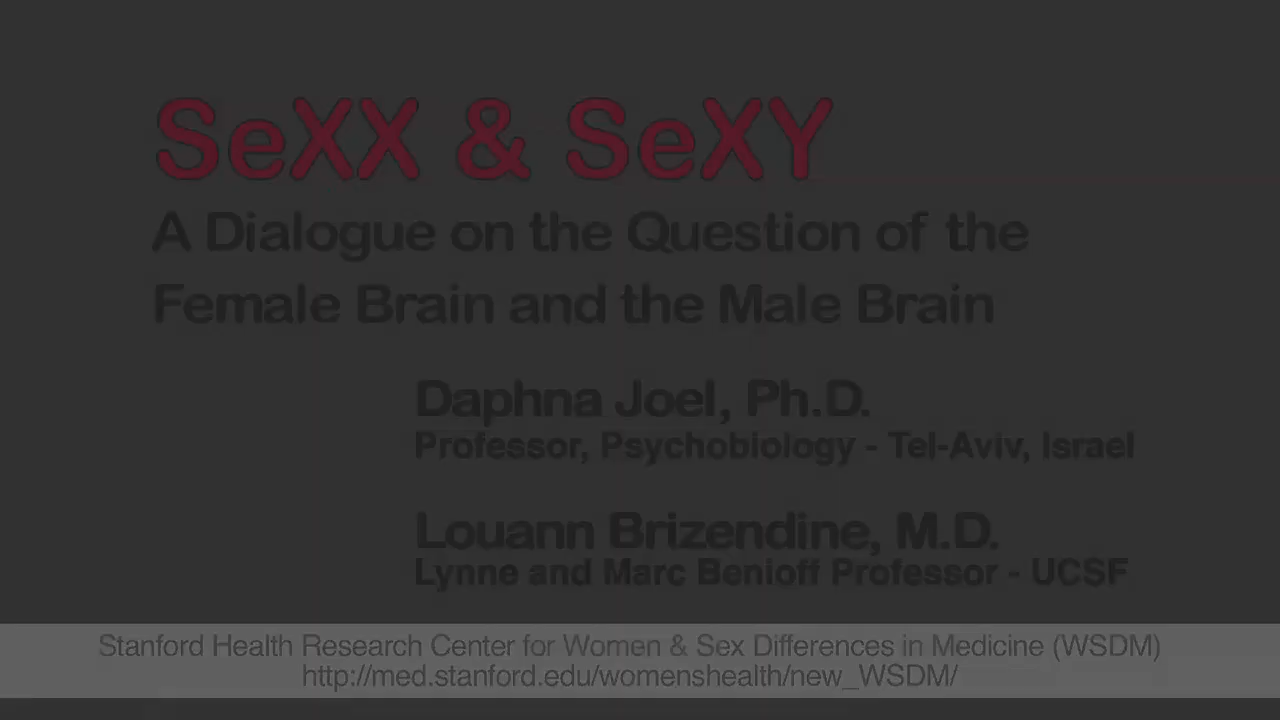 SeXX & SeXY
A Dialogue on the Question of the
Female Brain and the Male Brain
Daphna Joel, Ph.D.
Professor, Psychobiology - Tel-Aviv, Israel
Louann Brizendine, M.D.
Lynne and Marc Benioff Professor - UCSF
Stanford Health Research Center for Women & Sex Differences in Medicine (WSDM)
http://med.stanford.edu/womenshealth/new_WSDM/